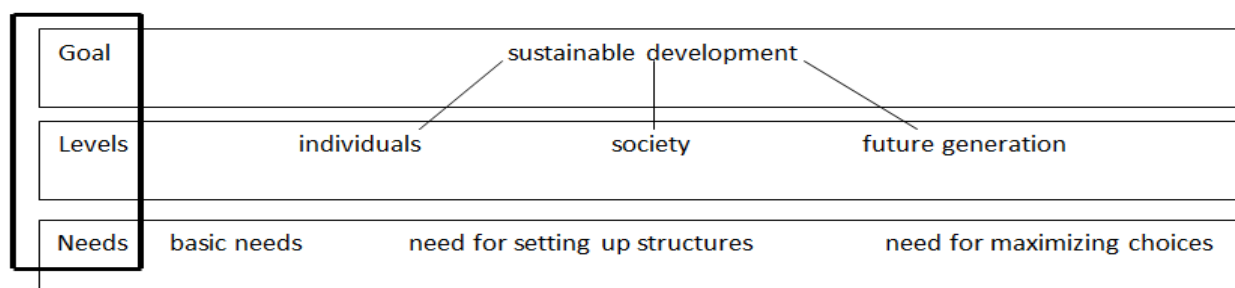 Goal sustainable development
Levels individuals society future generation
Needs basic needs need for setting up structures need for maximizing choices